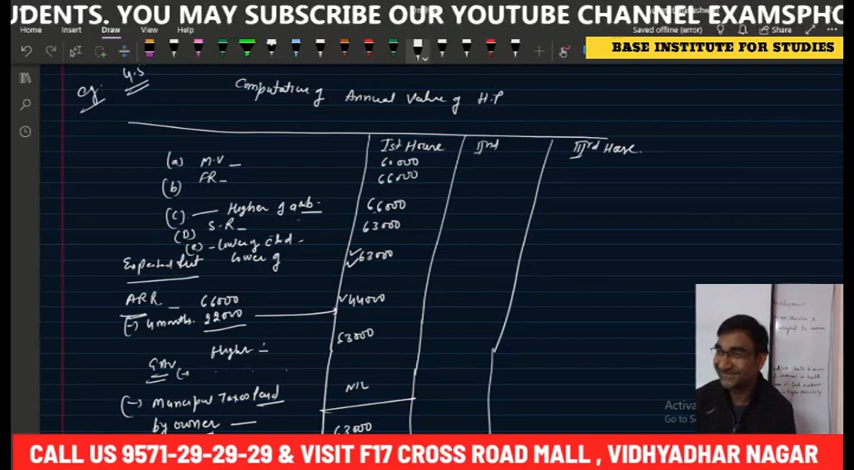 UDENTS. YOU MAY SUBSCRIBE OUR YOUTUBE CHANNEL EXAMSPHO
Home Insert Draw View Help
Saved offline (error) Share
BASE INSTITUTE FOR STUDIES
eg. G.S
Computation of Annual Value of H.P
Ist House IInd IIIrd House.
(a) M.V - 60000
(b) FR - 66000
(c) - Higher of a&b. 66000
(D) S.R - 63000
(e) - lower of c & d -
Expected Rent lower of 63000
ARR - 66000 44000
(-) 4 months. 22000
Higher - 63000
GAV (-
(-) Municipal Taxes Paid NIL
by owner - 63000
Activa
Go to Se
CALL US 9571-29-29-29 & VISIT F17 CROSS ROAD MALL , VIDHYADHAR NAGAR